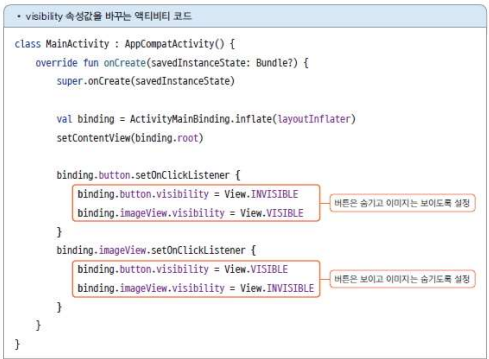 • visibility 속성값을 바꾸는 액티비티 코드
class MainActivity : AppCompatActivity() {
override fun onCreate(savedInstanceState: Bundle?) {
super.onCreate(savedInstanceState)
val binding = ActivityMainBinding.inflate(layoutInflater)
setContentView(binding.root)
binding.button.setOnClickListener {
binding.button.visibility = View.INVISIBLE
binding.imageView.visibility = View.VISIBLE
버튼은 숨기고 이미지는 보이도록 설정
}
binding.imageView.setOnClickListener {
binding.button.visibility = View.VISIBLE
binding.imageView.visibility = View.INVISIBLE
버튼은 보이고 이미지는 숨기도록 설정
}
}
}